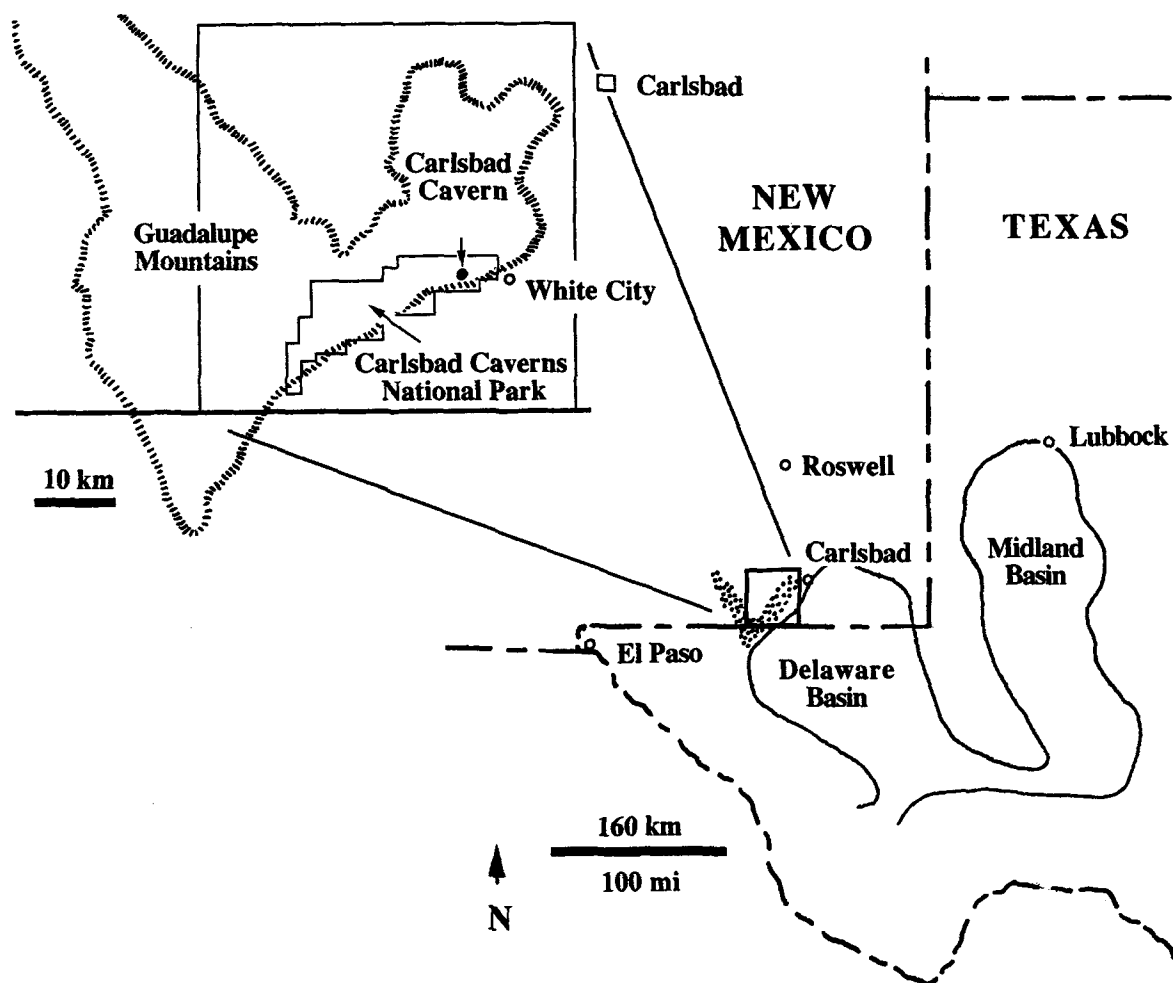 Carlsbad
Carlsbad
Cavern
NEW
MEXICO
TEXAS
Guadalupe
Mountains
White City
Carlsbad Caverns
National Park
10 km
Roswell
Lubbock
Carlsbad
Midland
Basin
El Paso
Delaware
Basin
160 km
100 mi
N